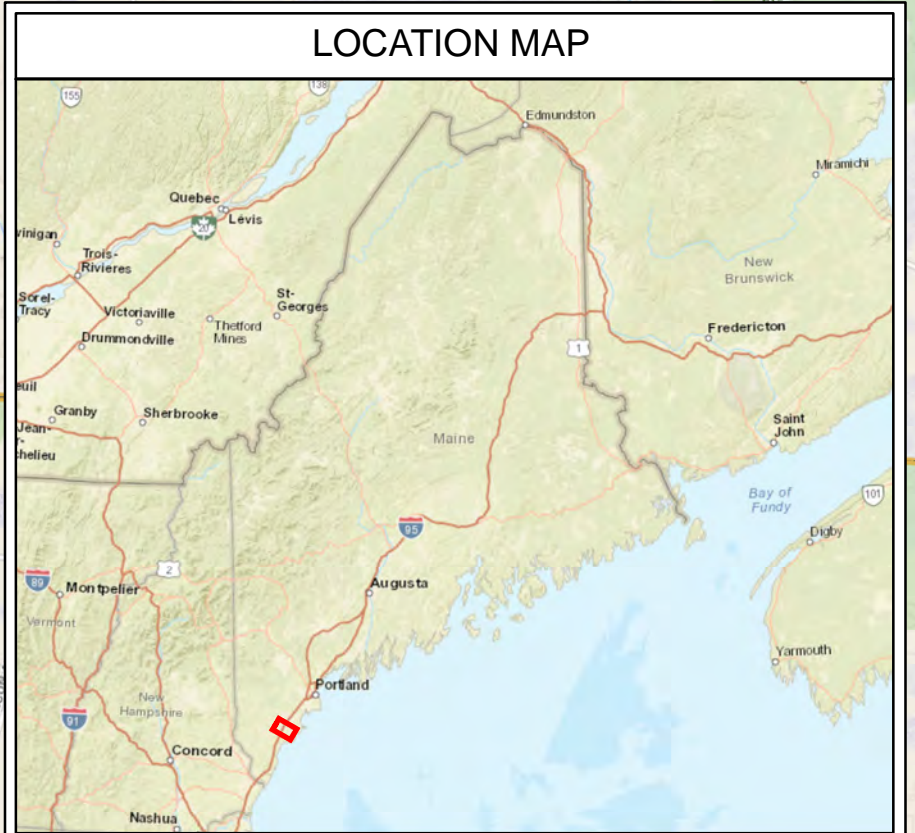 LOCATION MAP
155
138
Edmundston
Miramichi
Quebec
Lévis
20
vinigan
Trois-
Rivieres
New
Brunswick
Sorel-
Tracy
St-
Georges
Victoriaville
Thetford
Mines
Drummondville
Fredericton
1
euil
Granby
Sherbrooke
Saint
John
Jean-
r-
chelieu
Maine
Bay of
Fundy
101
95
Digby
2
89
Montpelier
Augusta
Vermont
Yarmouth
Portland
New
Hampshire
91
Concord
Nashua